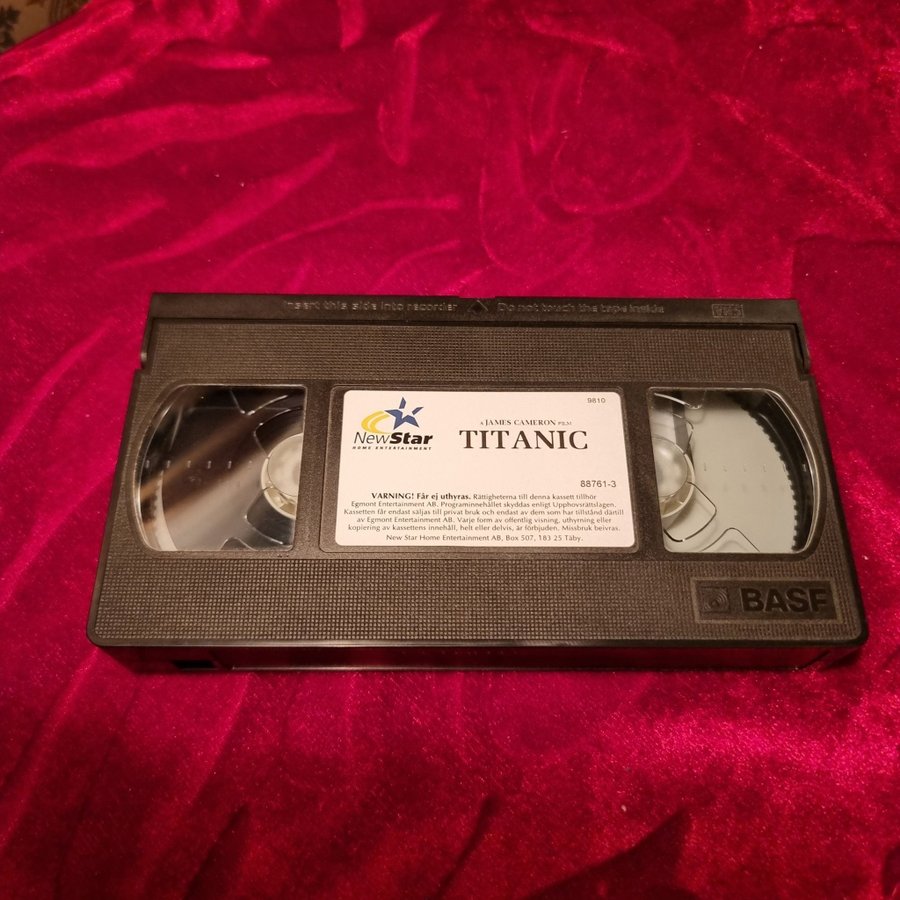 Insert this side into recorder Do not touch the tape inside VHS
9810
NewStar
HOME ENTERTAINMENT
A JAMES CAMERON FILM
TITANIC
88761-3
VARNING! Får ej uthyras. Rättigheterna till denna kassett tillhör
Egmont Entertainment AB. Programinnehållet skyddas enligt Upphovsrättslagen.
Kassetten får endast säljas till privat bruk och endast av dem som har tillstånd därtill
av Egmont Entertainment AB. Varje form av offentlig visning, uthyrning eller
kopiering av kassettens innehåll, helt eller delvis, är förbjuden. Missbruk beivras.
New Star Home Entertainment AB, Box 507, 183 25 Täby.
BASF